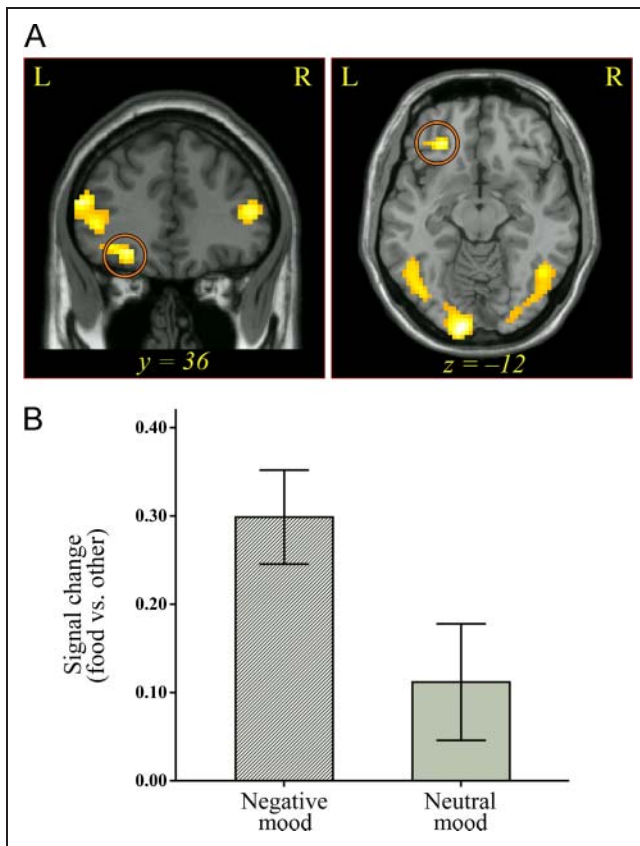 A
L
R
L
R
y = 36
z = –12
B
0.40
0.30
0.20
0.10
0.00
Signal change
(food vs. other)
Negative
mood
Neutral
mood